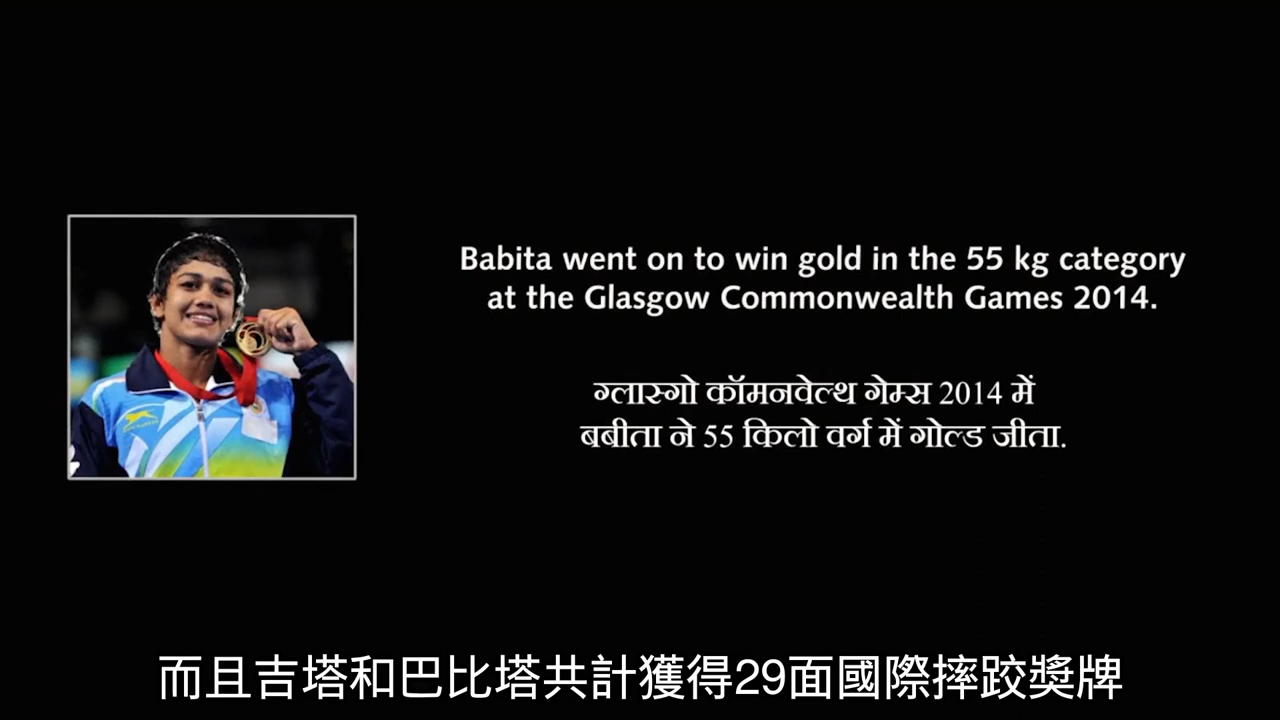 Babita went on to win gold in the 55 kg category
at the Glasgow Commonwealth Games 2014.
ग्लास्गो कॉमनवेल्थ गेम्स 2014 में
बबीता ने 55 किलो वर्ग में गोल्ड जीता.
而且吉塔和巴比塔共計獲得29面國際摔跤獎牌